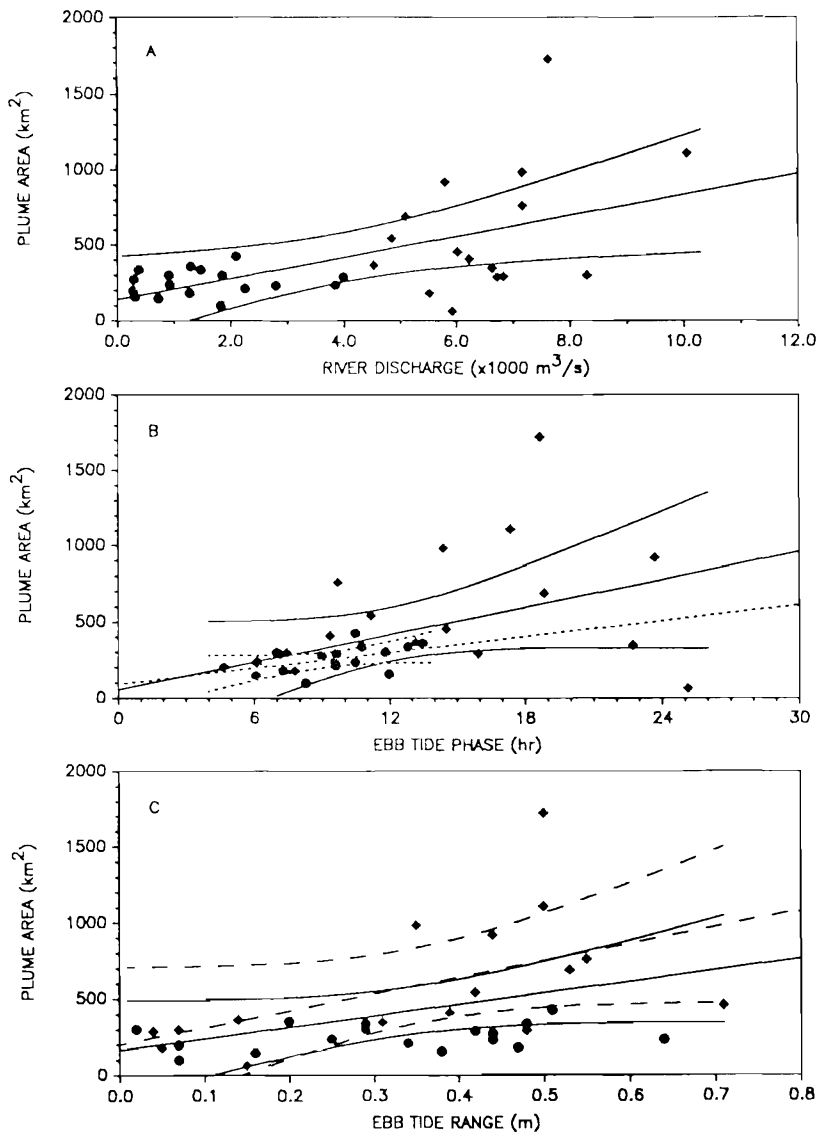 2000
A
1500
PLUME AREA (km²)
1000
500
0
0.0 2.0 4.0 6.0 8.0 10.0 12.0
RIVER DISCHARGE (x1000 m³/s)
2000
B
1500
PLUME AREA (km²)
1000
500
0
0 6 12 18 24 30
EBB TIDE PHASE (hr)
2000
C
1500
PLUME AREA (km²)
1000
500
0
0.0 0.1 0.2 0.3 0.4 0.5 0.6 0.7 0.8
EBB TIDE RANGE (m)